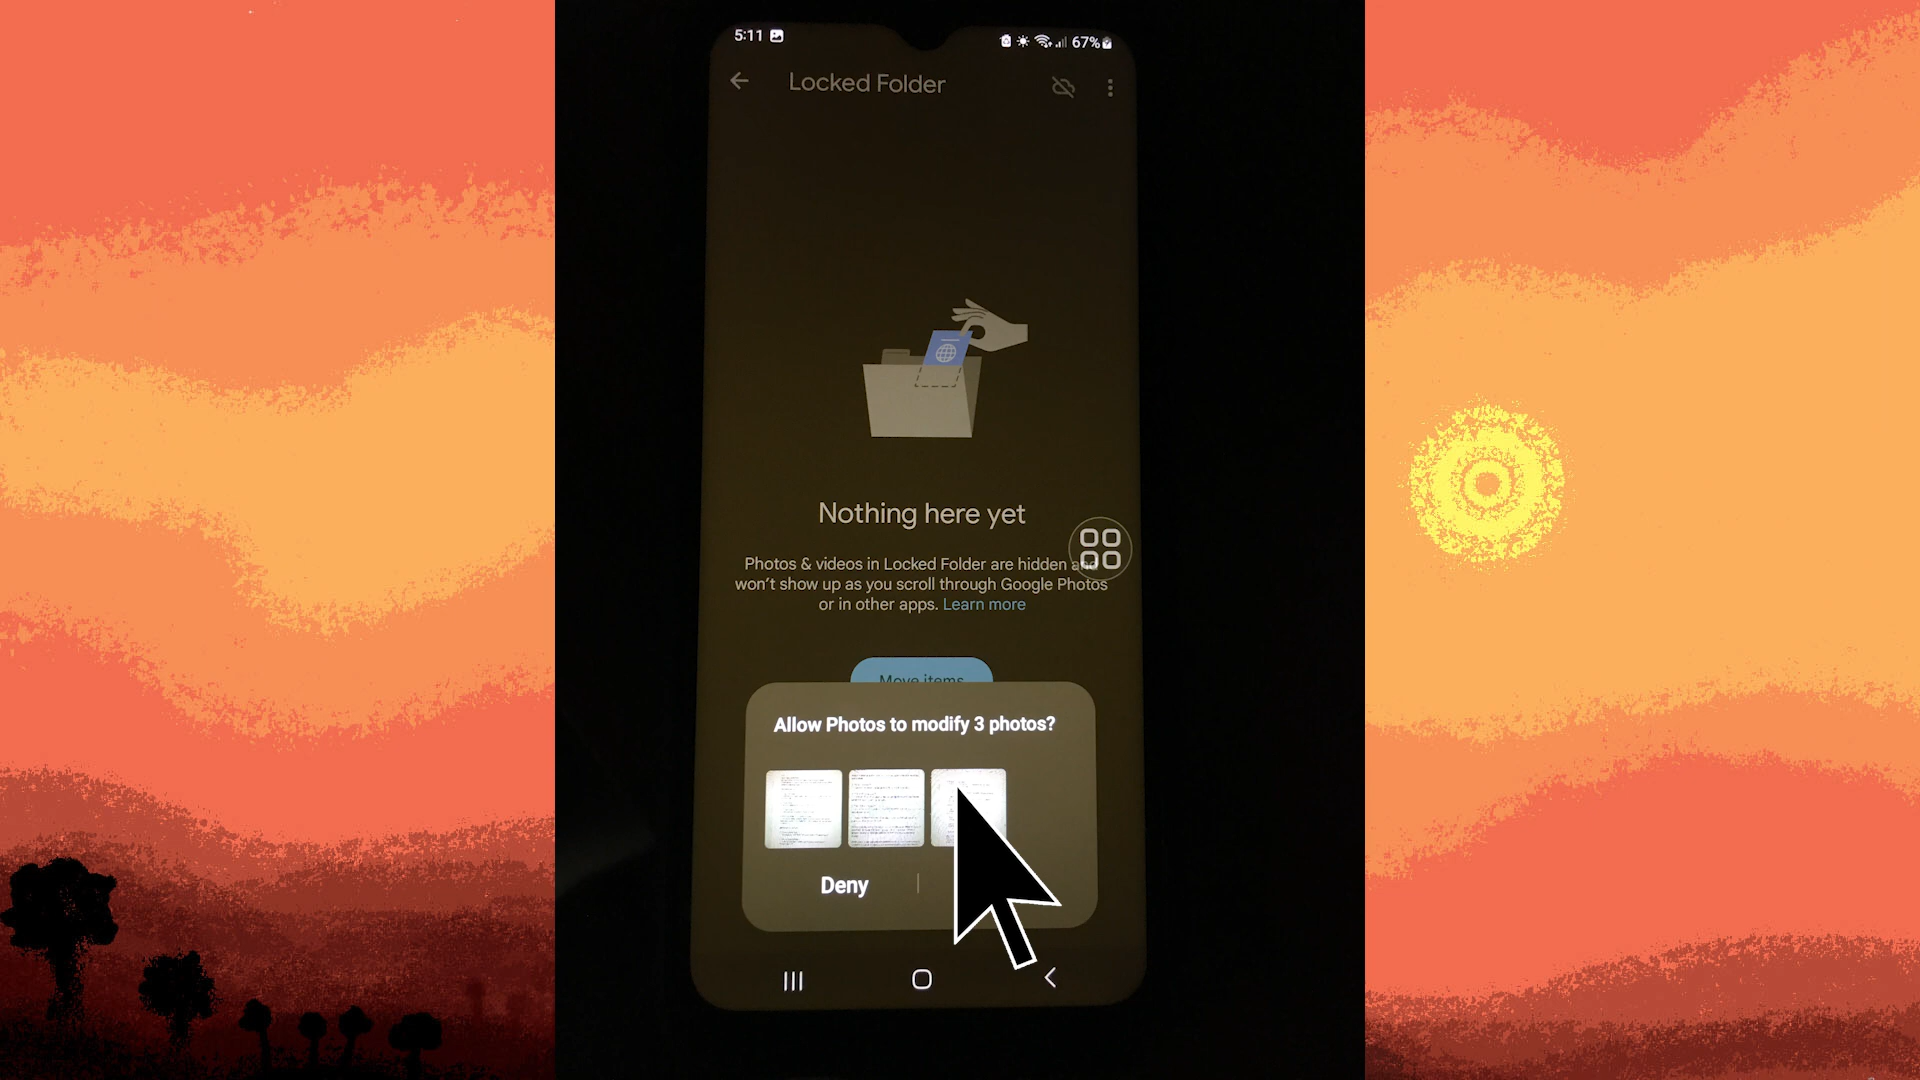 5:11
67%
Locked Folder
Nothing here yet
Photos & videos in Locked Folder are hidden and
won't show up as you scroll through Google Photos
or in other apps. Learn more
Move items
Allow Photos to modify 3 photos?
Deny